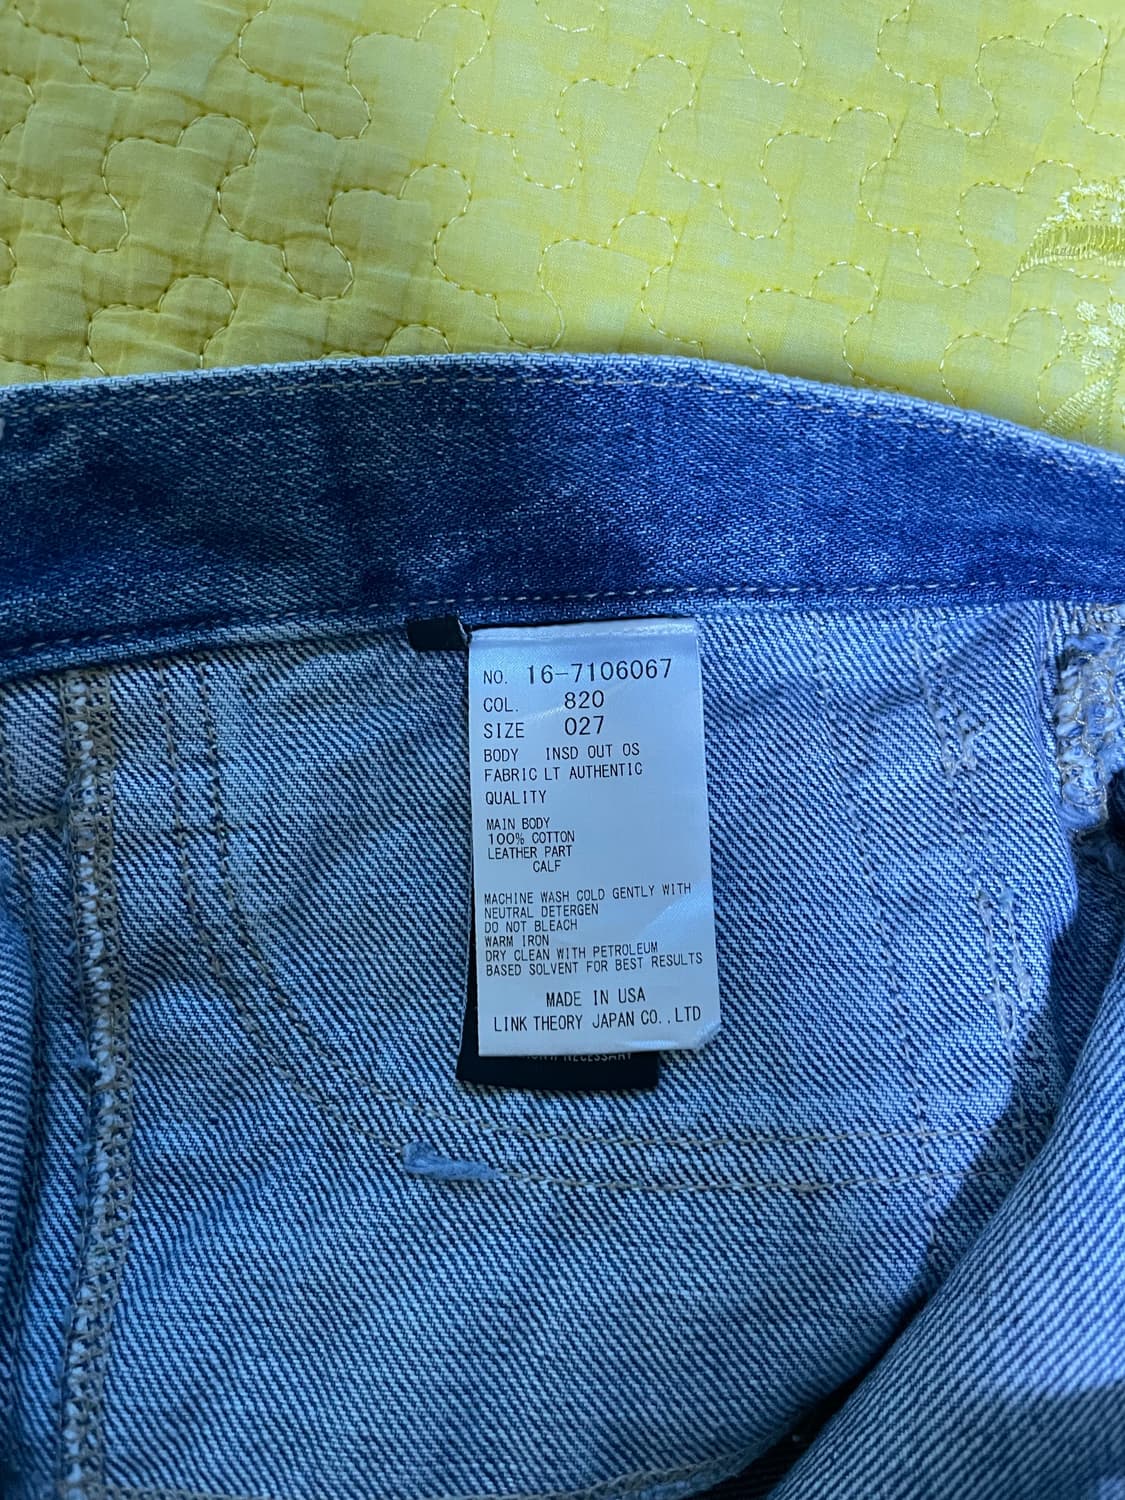 NO. 16-7106067
COL. 820
SIZE 027
BODY INSD OUT OS
FABRIC LT AUTHENTIC
QUALITY
MAIN BODY
100% COTTON
LEATHER PART
CALF
MACHINE WASH COLD GENTLY WITH
NEUTRAL DETERGEN
DO NOT BLEACH
WARM IRON
DRY CLEAN WITH PETROLEUM
BASED SOLVENT FOR BEST RESULTS
MADE IN USA
LINK THEORY JAPAN CO.,LTD
NECESSARY